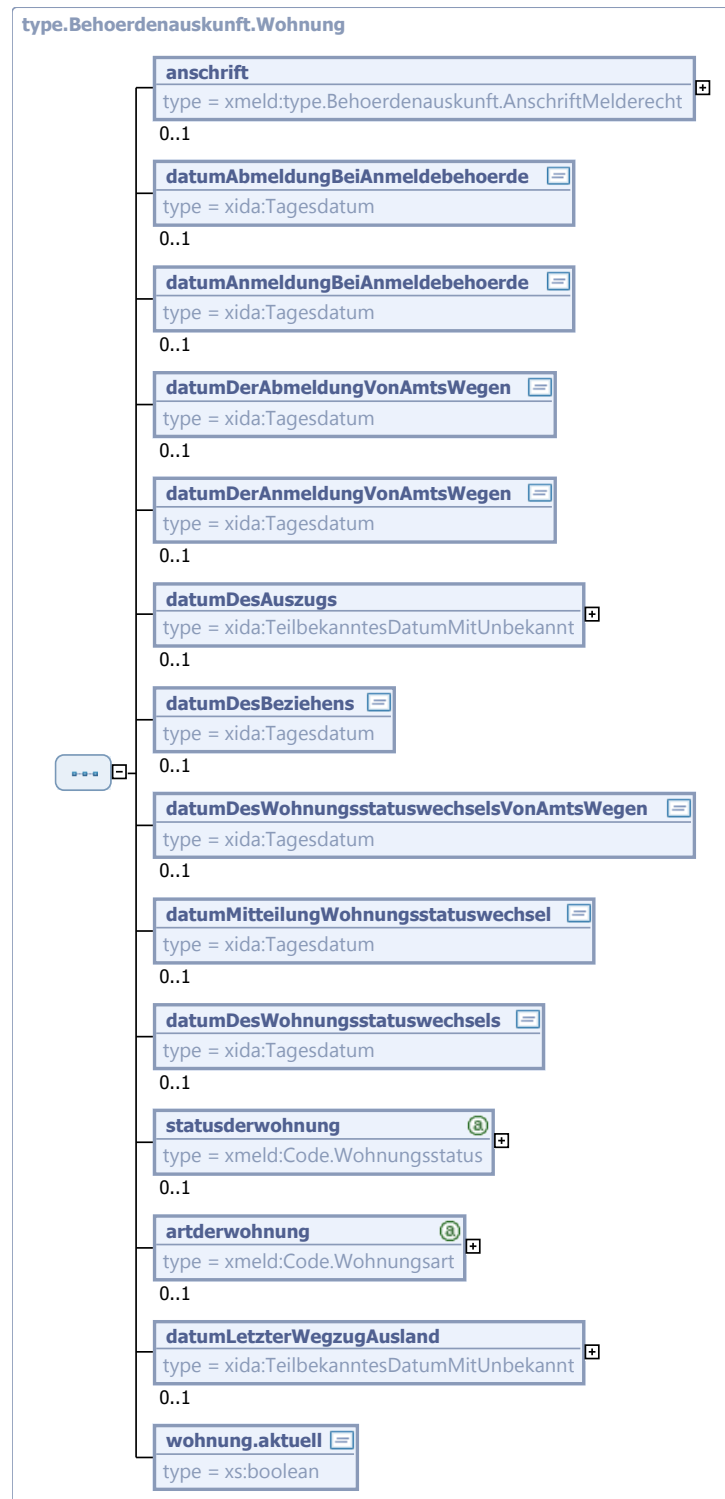 type.Behoerdenauskunft.Wohnung
anschrift
type = xmeld:type.Behoerdenauskunft.AnschriftMelderecht
0..1
datumAbmeldungBeiAnmeldebehoerde
type = xida:Tagesdatum
0..1
datumAnmeldungBeiAnmeldebehoerde
type = xida:Tagesdatum
0..1
datumDerAbmeldungVonAmtsWegen
type = xida:Tagesdatum
0..1
datumDerAnmeldungVonAmtsWegen
type = xida:Tagesdatum
0..1
datumDesAuszugs
type = xida:TeilbekanntesDatumMitUnbekannt
0..1
datumDesBeziehens
type = xida:Tagesdatum
0..1
datumDesWohnungsstatuswechselsVonAmtsWegen
type = xida:Tagesdatum
0..1
datumMitteilungWohnungsstatuswechsel
type = xida:Tagesdatum
0..1
datumDesWohnungsstatuswechsels
type = xida:Tagesdatum
0..1
statusderwohnung
type = xmeld:Code.Wohnungsstatus
0..1
artderwohnung
type = xmeld:Code.Wohnungsart
0..1
datumLetzterWegzugAusland
type = xida:TeilbekanntesDatumMitUnbekannt
0..1
wohnung.aktuell
type = xs:boolean